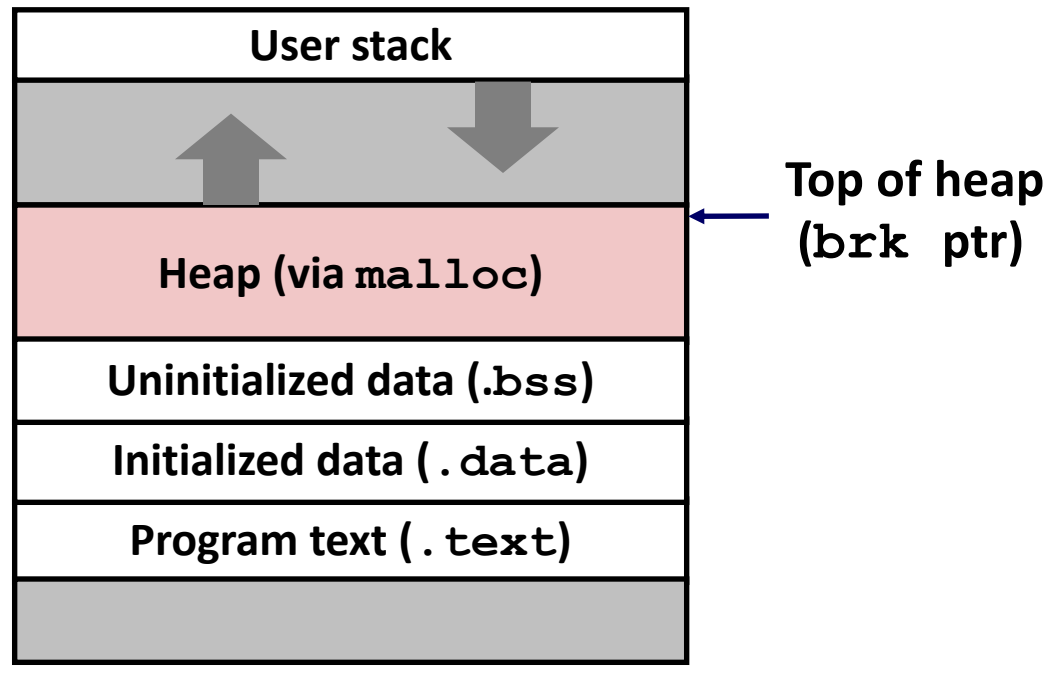 User stack
Top of heap
(brk ptr)
Heap (via malloc)
Uninitialized data (.bss)
Initialized data (.data)
Program text (.text)